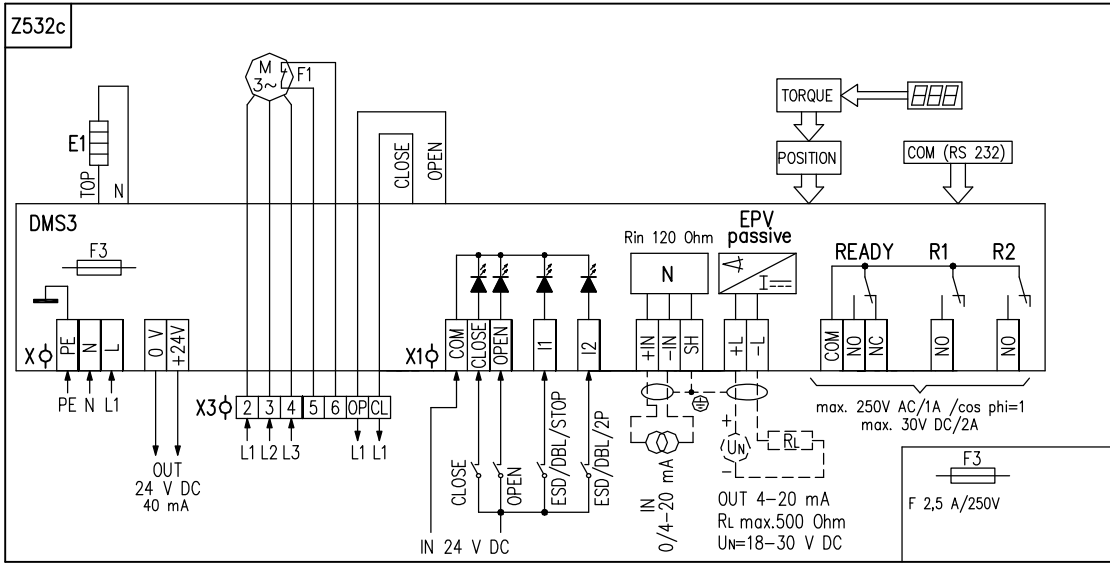 Z532c
M
3~
F1
E1
TOP
N
CLOSE
OPEN
TORQUE
POSITION
COM (RS 232)
DMS3
F3
Rin 120 Ohm
N
EPV
passive
I
READY
R1
R2
X
PE
N
L
0 V
+24V
X1
COM
CLOSE
OPEN
I1
I2
+IN
-IN
SH
+L
-L
COM
NO
NC
NO
NO
PE N L1
X3
2
3
4
5
6
OP
CL
L1 L2 L3
L1 L1
OUT
24 V DC
40 mA
CLOSE
OPEN
ESD/DBL/STOP
ESD/DBL/2P
IN 24 V DC
IN
0/4-20 mA
+
UN
-
RL
OUT 4-20 mA
RL max.500 Ohm
UN=18-30 V DC
max. 250V AC/1A /cos phi=1
max. 30V DC/2A
F3
F 2,5 A/250V